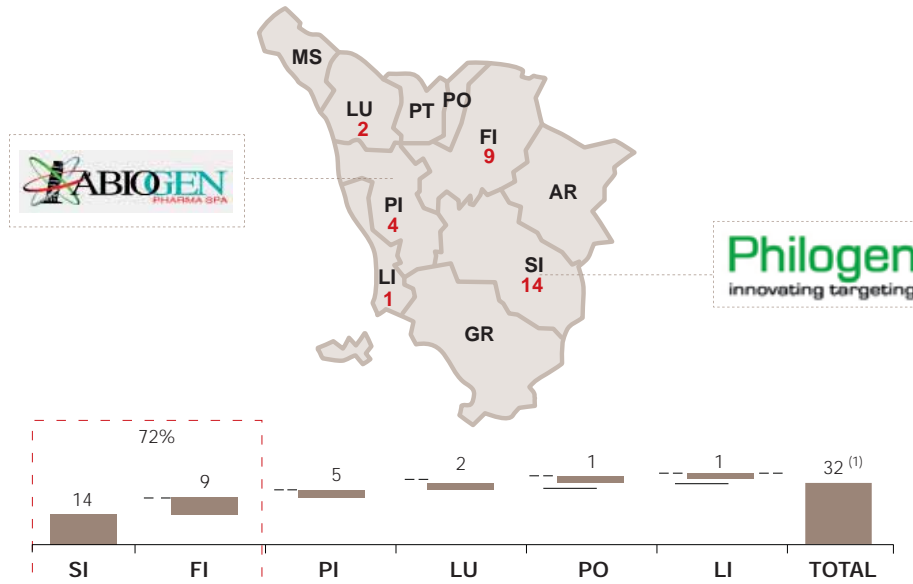 MS
LU
2
PT
PO
FI
9
ABIOGEN
PHARMA SPA
AR
PI
4
Philogen
innovating targeting
SI
14
LI
1
GR
72%
14
9
5
2
1
1
32 (1)
SI FI PI LU PO LI TOTAL